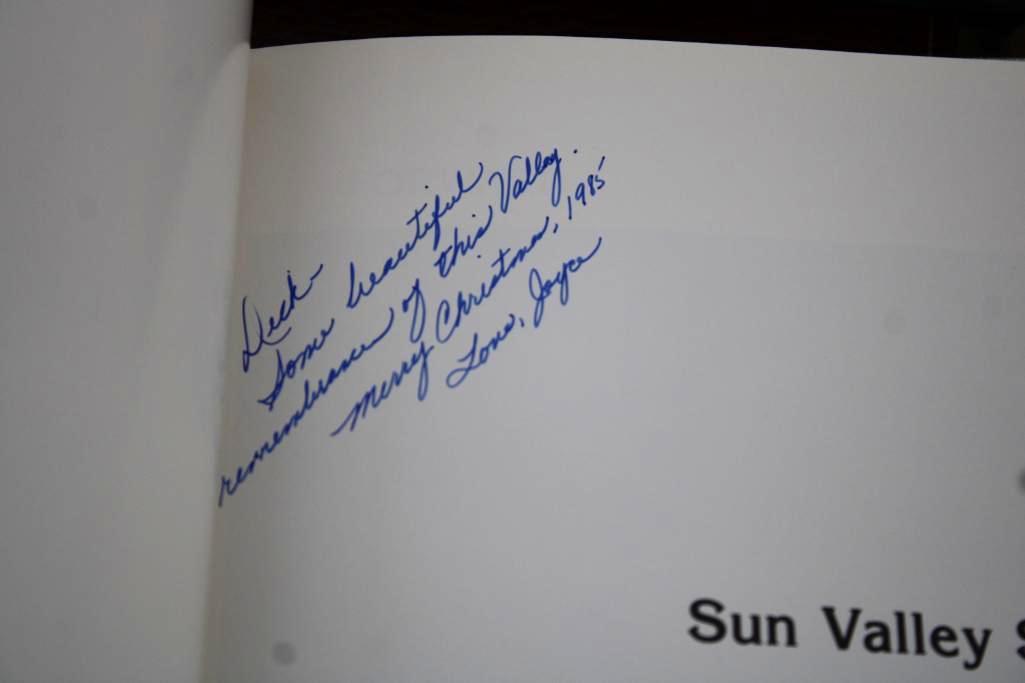 Dick-
Some beautiful
remembrance of this Valley.
Merry Christmas, 1985
Love, Joyce
Sun Valley S